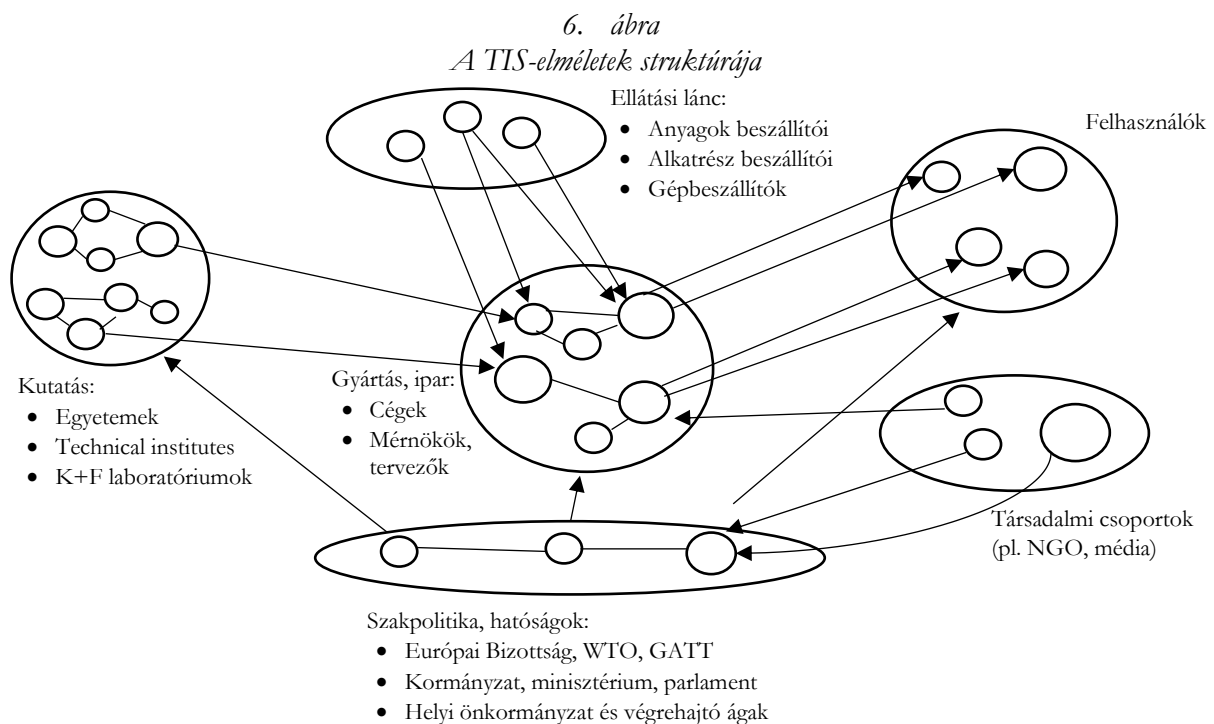 6. ábra
A TIS-elméletek struktúrája
Ellátási lánc:
• Anyagok beszállítói
• Alkatrész beszállítói
• Gépbeszállítók
Felhasználók
Kutatás:
• Egyetemek
• Technical institutes
• K+F laboratóriumok
Gyártás, ipar:
• Cégek
• Mérnökök,
tervezők
Társadalmi csoportok
(pl. NGO, média)
Szakpolitika, hatóságok:
• Európai Bizottság, WTO, GATT
• Kormányzat, minisztérium, parlament
• Helyi önkormányzat és végrehajtó ágak